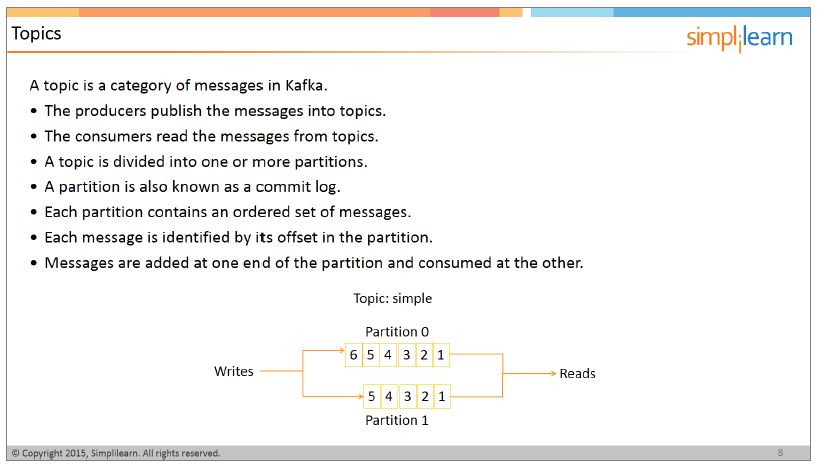 Topics
simplilearn
A topic is a category of messages in Kafka.
• The producers publish the messages into topics.
• The consumers read the messages from topics.
• A topic is divided into one or more partitions.
• A partition is also known as a commit log.
• Each partition contains an ordered set of messages.
• Each message is identified by its offset in the partition.
• Messages are added at one end of the partition and consumed at the other.
Topic: simple
Partition 0
6 5 4 3 2 1
Writes
Reads
5 4 3 2 1
Partition 1
© Copyright 2015, Simplilearn. All rights reserved.
8